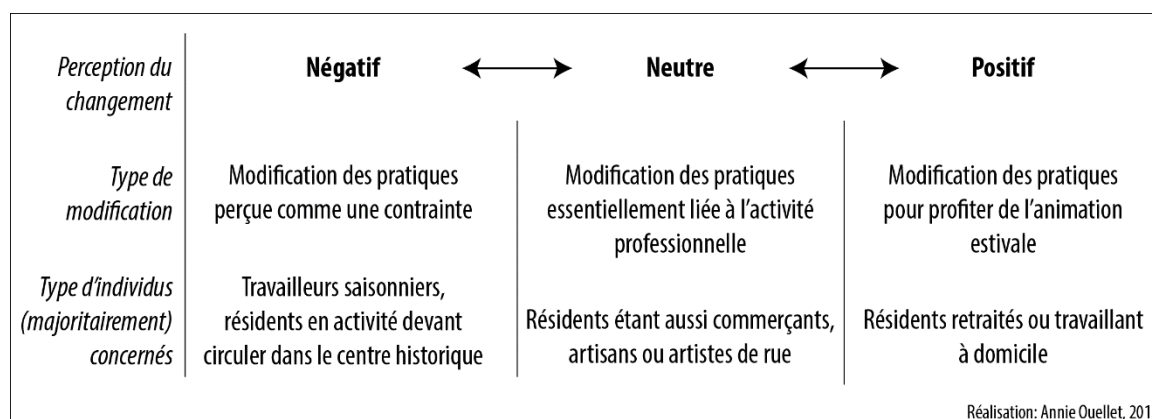 Perception du
changement
Négatif
Neutre
Positif
Type de
modification
Modification des pratiques
perçue comme une contrainte
Modification des pratiques
essentiellement liée à l’activité
professionnelle
Modification des pratiques
pour profiter de l’animation
estivale
Type d’individus
(majoritairement)
concernés
Travailleurs saisonniers,
résidents en activité devant
circuler dans le centre historique
Résidents étant aussi commerçants,
artisans ou artistes de rue
Résidents retraités ou travaillant
à domicile
Réalisation: Annie Ouellet, 201